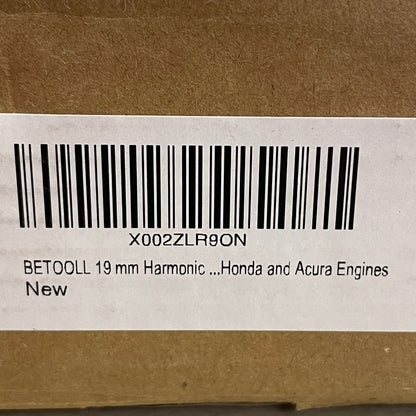 X002ZLR9ON
BETOOLL 19 mm Harmonic ...Honda and Acura Engines
New